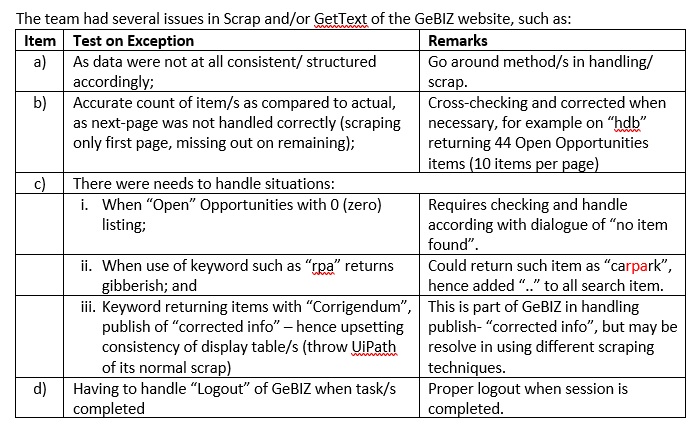 The team had several issues in Scrap and/or GetText of the GeBIZ website, such as:
Item Test on Exception Remarks
a) As data were not at all consistent/ structured
accordingly;
Go around method/s in handling/
scrap.
b) Accurate count of item/s as compared to actual,
as next-page was not handled correctly (scraping
only first page, missing out on remaining);
Cross-checking and corrected when
necessary, for example on “hdb”
returning 44 Open Opportunities
items (10 items per page)
c) There were needs to handle situations:
i. When “Open” Opportunities with 0 (zero)
listing;
Requires checking and handle
according with dialogue of “no item
found”.
ii. When use of keyword such as “rpa” returns
gibberish; and
Could return such item as “carpark”,
hence added “..” to all search item.
iii. Keyword returning items with “Corrigendum”,
publish of “corrected info” – hence upsetting
consistency of display table/s (throw UiPath
of its normal scrap)
This is part of GeBIZ in handling
publish- “corrected info”, but may be
resolve in using different scraping
techniques.
d) Having to handle “Logout” of GeBIZ when task/s
completed
Proper logout when session is
completed.